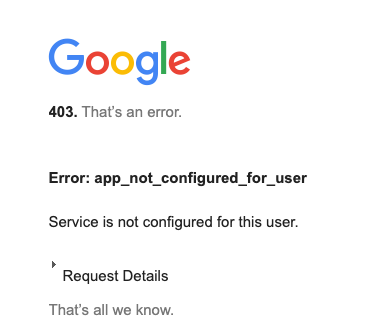 Google
403. That’s an error.
Error: app_not_configured_for_user
Service is not configured for this user.
Request Details
That’s all we know.